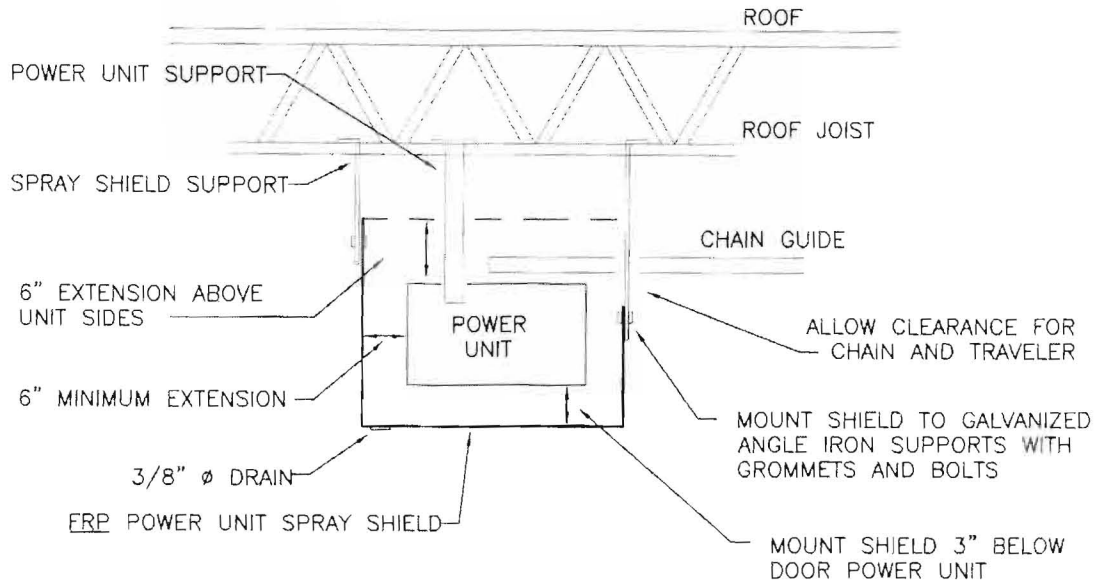 ROOF
POWER UNIT SUPPORT
ROOF JOIST
SPRAY SHIELD SUPPORT
CHAIN GUIDE
6" EXTENSION ABOVE
UNIT SIDES
POWER
UNIT
ALLOW CLEARANCE FOR
CHAIN AND TRAVELER
6" MINIMUM EXTENSION
MOUNT SHIELD TO GALVANIZED
ANGLE IRON SUPPORTS WITH
GROMMETS AND BOLTS
3/8" ø DRAIN
FRP POWER UNIT SPRAY SHIELD
MOUNT SHIELD 3" BELOW
DOOR POWER UNIT